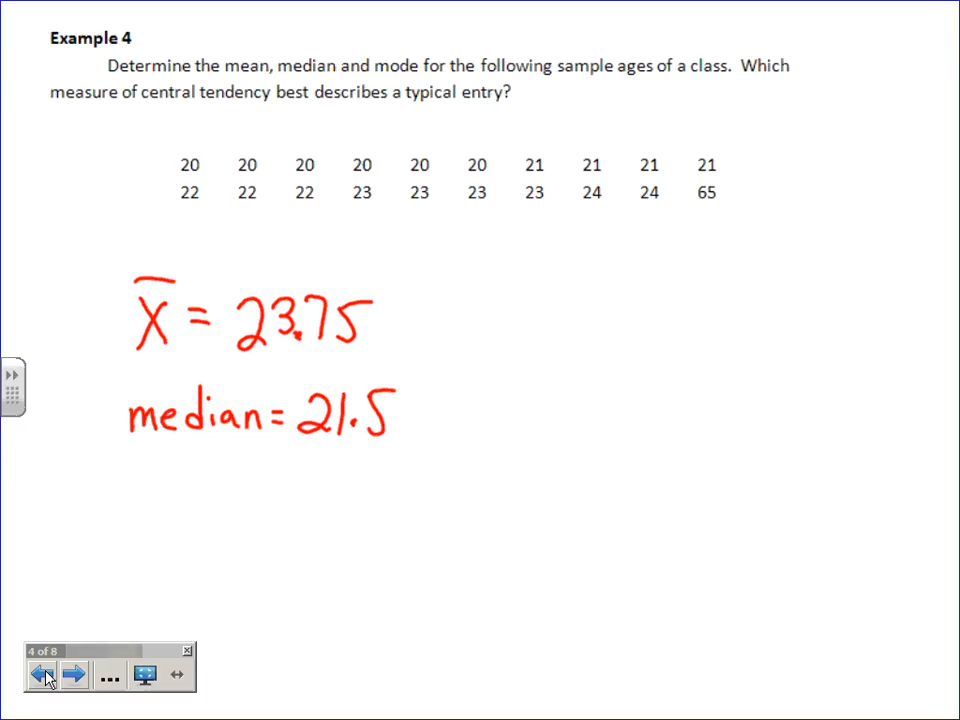 Example 4
Determine the mean, median and mode for the following sample ages of a class. Which
measure of central tendency best describes a typical entry?
20 20 20 20 20 20 21 21 21 21
22 22 22 23 23 23 23 24 24 65
x̄ = 23.75
median = 21.5
4 of 8
...